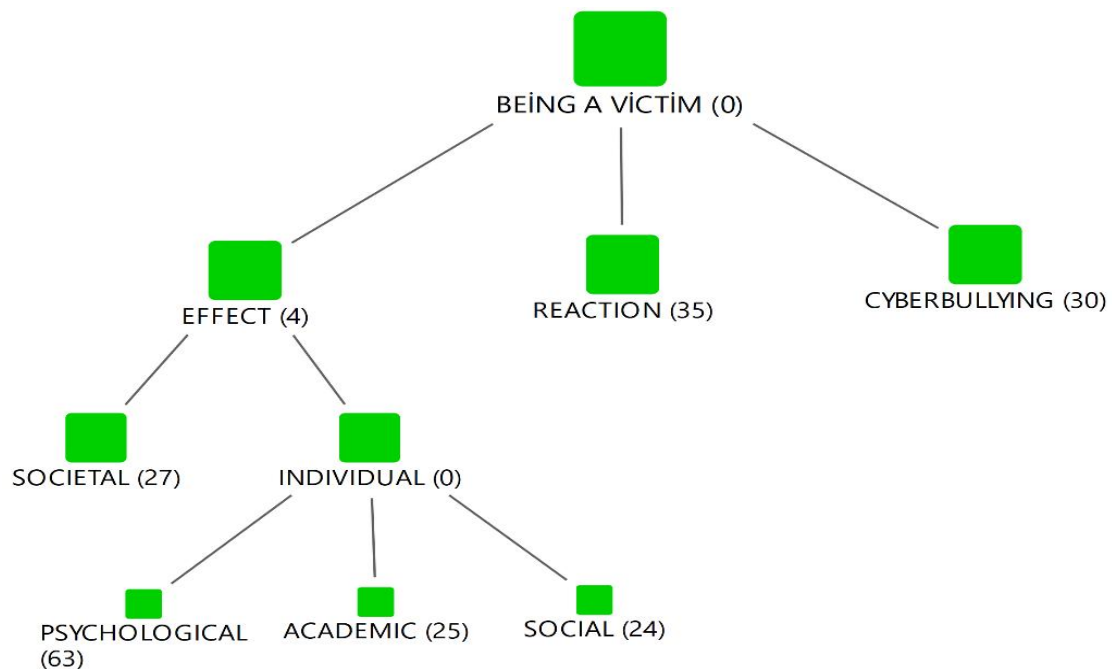 BEİNG A VİCTİM (0)
EFFECT (4)
REACTION (35)
CYBERBULLYING (30)
SOCIETAL (27)
INDIVIDUAL (0)
PSYCHOLOGICAL
(63)
ACADEMIC (25)
SOCIAL (24)